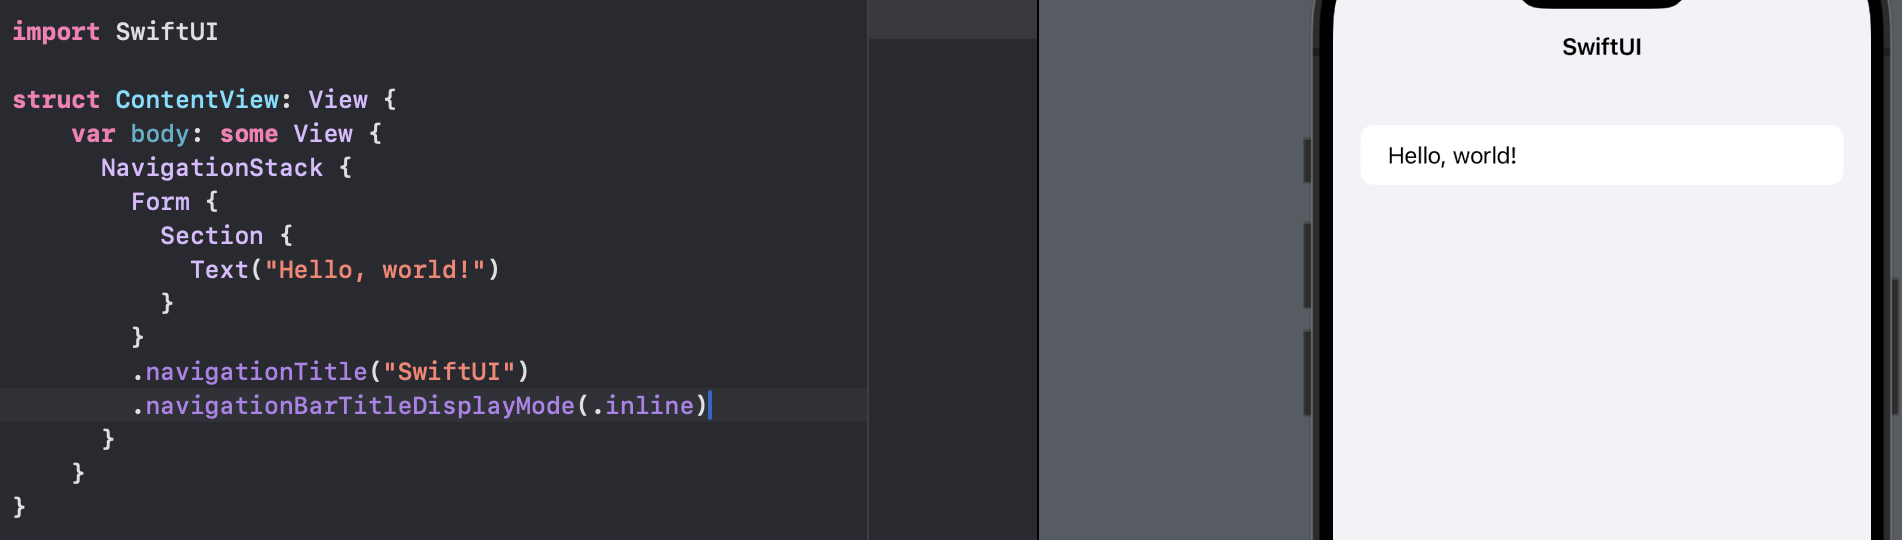 import SwiftUI
struct ContentView: View {
var body: some View {
NavigationStack {
Form {
Section {
Text("Hello, world!")
}
}
.navigationTitle("SwiftUI")
.navigationBarTitleDisplayMode(.inline)
}
}
}
SwiftUI
Hello, world!